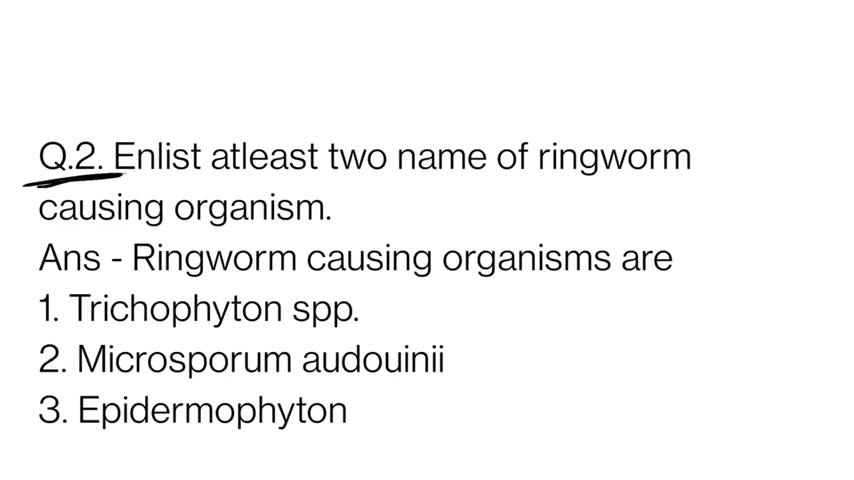 Q.2. Enlist atleast two name of ringworm
causing organism.
Ans - Ringworm causing organisms are
1. Trichophyton spp.
2. Microsporum audouinii
3. Epidermophyton